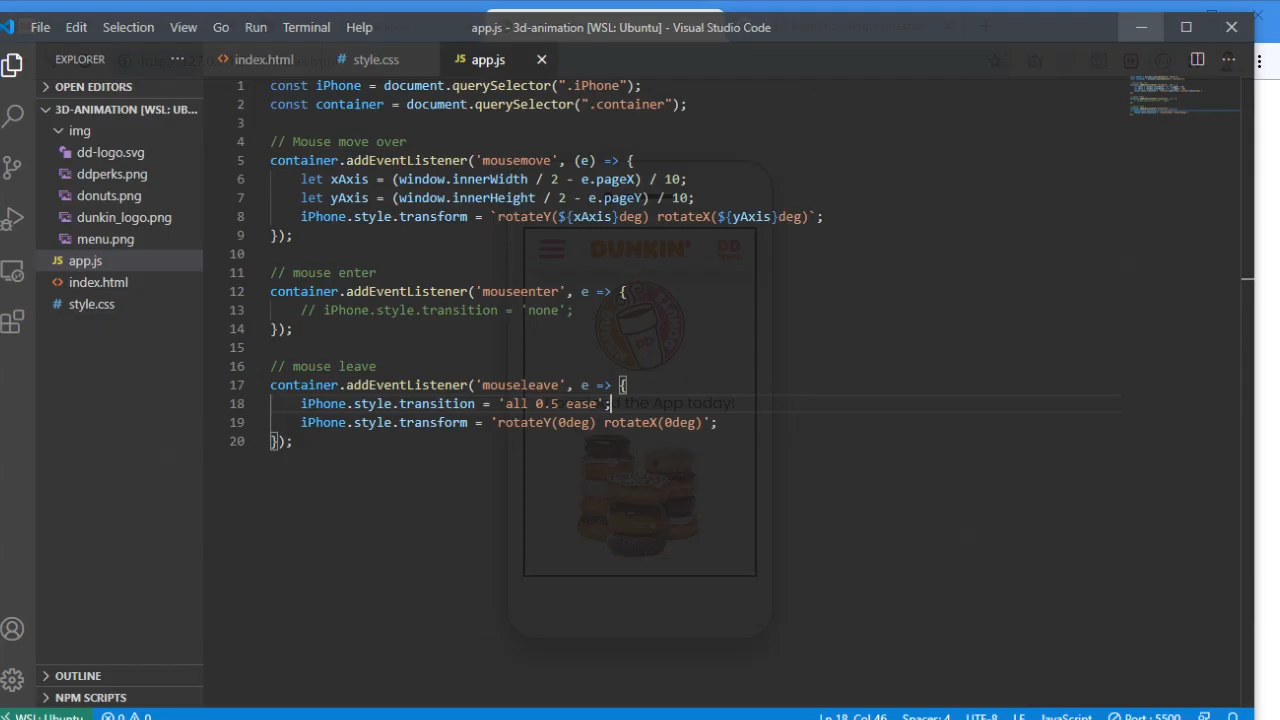 File Edit Selection View Go Run Terminal Help
app.js - 3d-animation [WSL: Ubuntu] - Visual Studio Code
EXPLORER
index.html
style.css
JS app.js
OPEN EDITORS
3D-ANIMATION [WSL: UBU...
img
dd-logo.svg
ddperks.png
donuts.png
dunkin_logo.png
menu.png
JS app.js
index.html
style.css
OUTLINE
NPM SCRIPTS
1 const iPhone = document.querySelector(".iPhone");
2 const container = document.querySelector(".container");
3
4 // Mouse move over
5 container.addEventListener('mousemove', (e) => {
6 let xAxis = (window.innerWidth / 2 - e.pageX) / 10;
7 let yAxis = (window.innerHeight / 2 - e.pageY) / 10;
8 iPhone.style.transform = `rotateY(${xAxis}deg) rotateX(${yAxis}deg)`;
9 });
10
11 // mouse enter
12 container.addEventListener('mouseenter', e => {
13 // iPhone.style.transition = 'none';
14 });
15
16 // mouse leave
17 container.addEventListener('mouseleave', e => {
18 iPhone.style.transition = 'all 0.5 ease';
19 iPhone.style.transform = 'rotateY(0deg) rotateX(0deg)';
20 });
DUNKIN' DD
DD
the App today!
WSL: Ubuntu 0 0 Ln 18, Col 46 Spaces: 4 UTF-8 LF JavaScript Port : 5500